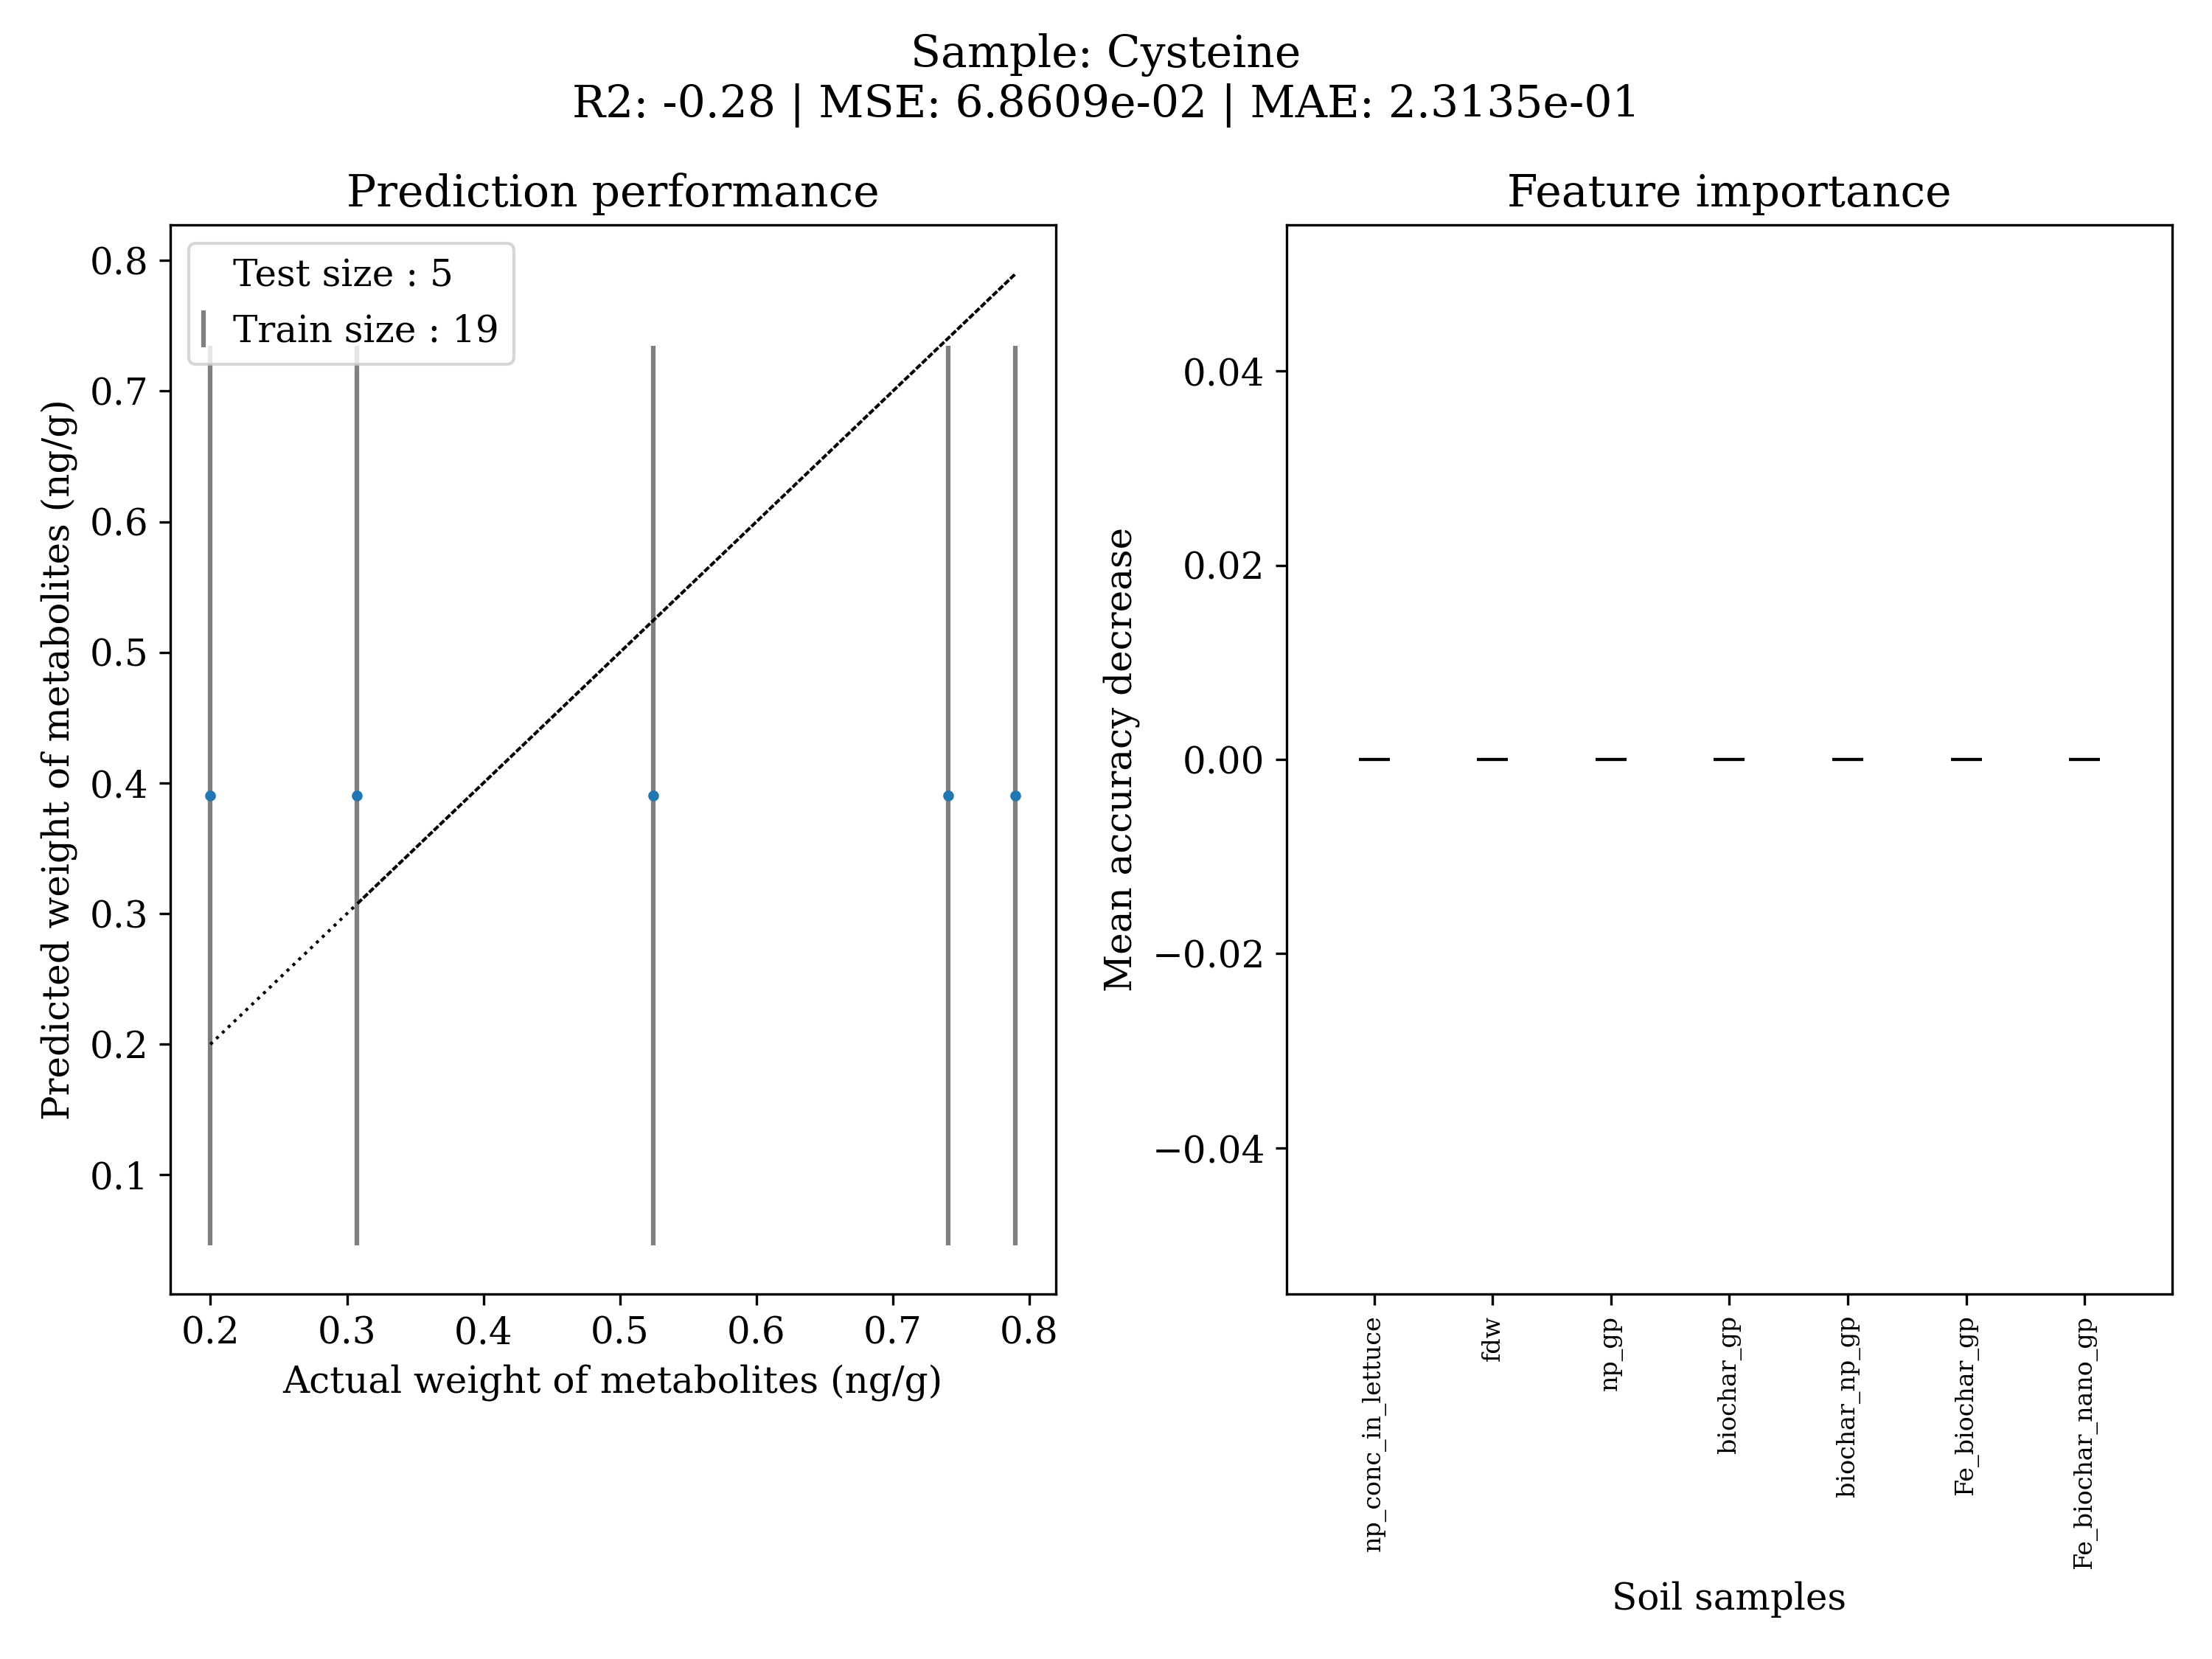 Sample: Cysteine
R2: -0.28 | MSE: 6.8609e-02 | MAE: 2.3135e-01
Prediction performance
Test size : 5
Train size : 19
0.8
0.7
0.6
0.5
0.4
0.3
0.2
0.1
Predicted weight of metabolites (ng/g)
0.2 0.3 0.4 0.5 0.6 0.7 0.8
Actual weight of metabolites (ng/g)
Feature importance
0.04
0.02
0.00
−0.02
−0.04
Mean accuracy decrease
np_conc_in_lettuce
fdw
np_gp
biochar_gp
biochar_np_gp
Fe_biochar_gp
Fe_biochar_nano_gp
Soil samples